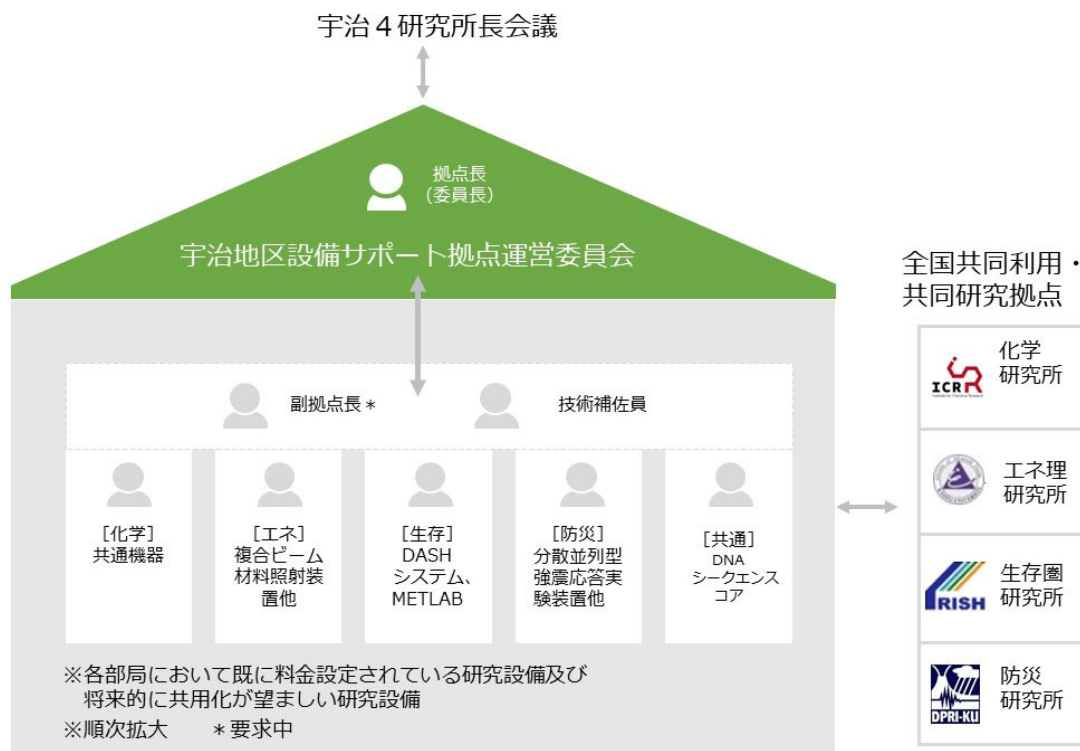 宇治４研究所長会議
拠点長
（委員長）
宇治地区設備サポート拠点運営委員会
副拠点長＊
技術補佐員
［化学］
共通機器
［エネ］
複合ビーム
材料照射装
置他
［生存］
DASH
システム、
METLAB
［防災］
分散並列型
強震応答実
験装置他
［共通］
DNA
シークエンス
コア
※各部局において既に料金設定されている研究設備及び
将来的に共用化が望ましい研究設備
※順次拡大　＊要求中
全国共同利用・
共同研究拠点
ICR
化学
研究所
エネ理
研究所
RISH
生存圏
研究所
DPRI-KU
防災
研究所